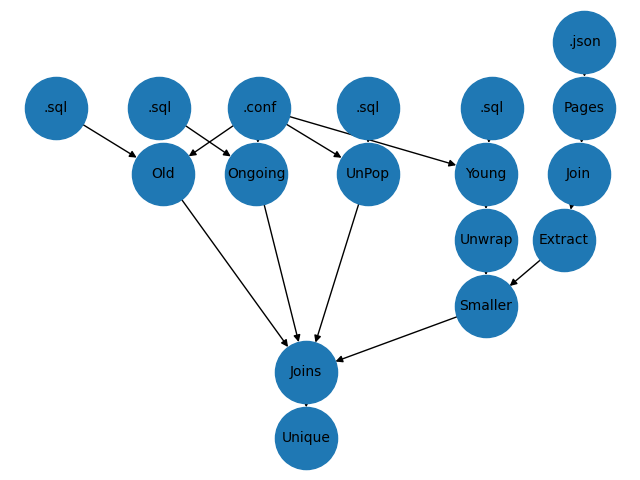 .json
.sql
.sql
.conf
.sql
.sql
Pages
Old
Ongoing
UnPop
Young
Join
Unwrap
Extract
Smaller
Joins
Unique